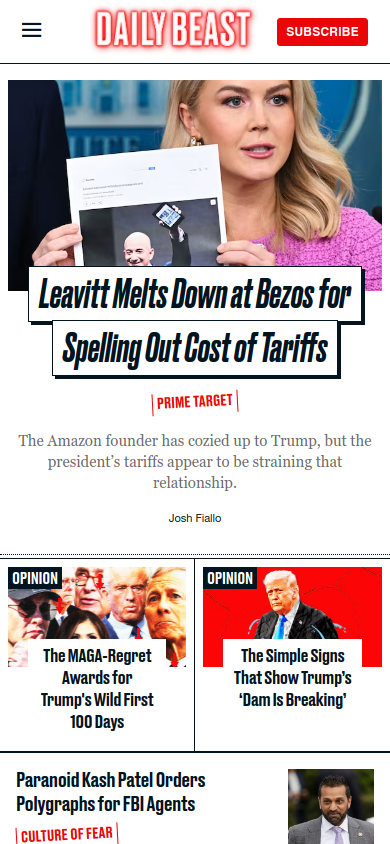 DAILY BEAST
SUBSCRIBE
Leavitt Melts Down at Bezos for
Spelling Out Cost of Tariffs
PRIME TARGET
The Amazon founder has cozied up to Trump, but the
president’s tariffs appear to be straining that
relationship.
Josh Fiallo
OPINION
The MAGA-Regret
Awards for
Trump’s Wild First
100 Days
OPINION
The Simple Signs
That Show Trump’s
‘Dam Is Breaking’
Paranoid Kash Patel Orders
Polygraphs for FBI Agents
CULTURE OF FEAR